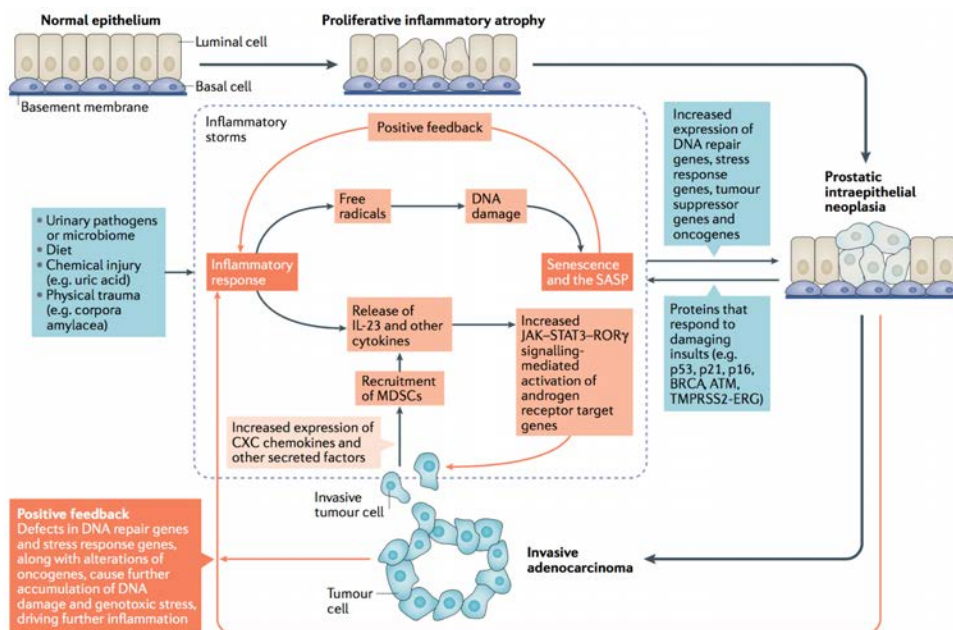 Normal epithelium
Luminal cell
Basal cell
Basement membrane
Proliferative inflammatory atrophy
Inflammatory
storms
Positive feedback
Free
radicals
DNA
damage
Increased
expression of
DNA repair
genes, stress
response
genes, tumour
suppressor
genes and
oncogenes
Prostatic
intraepithelial
neoplasia
• Urinary pathogens
or microbiome
• Diet
• Chemical injury
(e.g. uric acid)
• Physical trauma
(e.g. corpora
amylacea)
Inflammatory
response
Senescence
and the SASP
Release of
IL-23 and other
cytokines
Increased
JAK–STAT3–RORγ
signalling-
mediated
activation of
androgen
receptor target
genes
Proteins that
respond to
damaging
insults (e.g.
p53, p21, p16,
BRCA, ATM,
TMPRSS2-ERG)
Recruitment
of MDSCs
Increased expression of
CXC chemokines and
other secreted factors
Invasive
tumour cell
Positive feedback
Defects in DNA repair genes
and stress response genes,
along with alterations of
oncogenes, cause further
accumulation of DNA
damage and genotoxic stress,
driving further inflammation
Tumour
cell
Invasive
adenocarcinoma